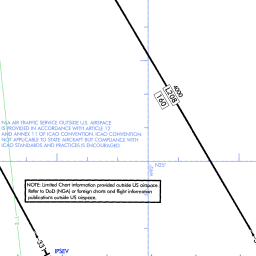 4000
L208
160
FAA AIR TRAFFIC SERVICE OUTSIDE U.S. AIRSPACE
IS PROVIDED IN ACCORDANCE WITH ARTICLE 12
AND ANNEX 11 OF ICAO CONVENTION. ICAO CONVENTION
NOT APPLICABLE TO STATE AIRCRAFT BUT COMPLIANCE WITH
ICAO STANDARDS AND PRACTICES IS ENCOURAGED.
N25°
NOTE: Limited Chart information provided outside US airspace.
Refer to DoD (NGA) or foreign charts and flight information
publications outside US airspace.
331
IPSEV